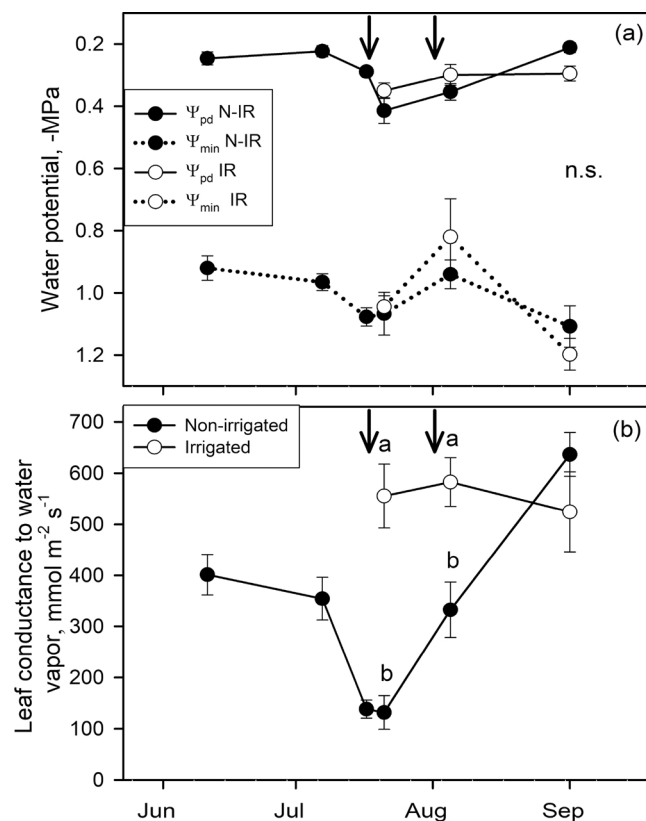 (a)
0.2
0.4
0.6
0.8
1.0
1.2
Water potential, -MPa
Ψpd N-IR
Ψmin N-IR
Ψpd IR
Ψmin IR
n.s.
(b)
Non-irrigated
Irrigated
a
a
b
b
700
600
500
400
300
200
100
0
Leaf conductance to water
vapor, mmol m⁻² s⁻¹
Jun Jul Aug Sep